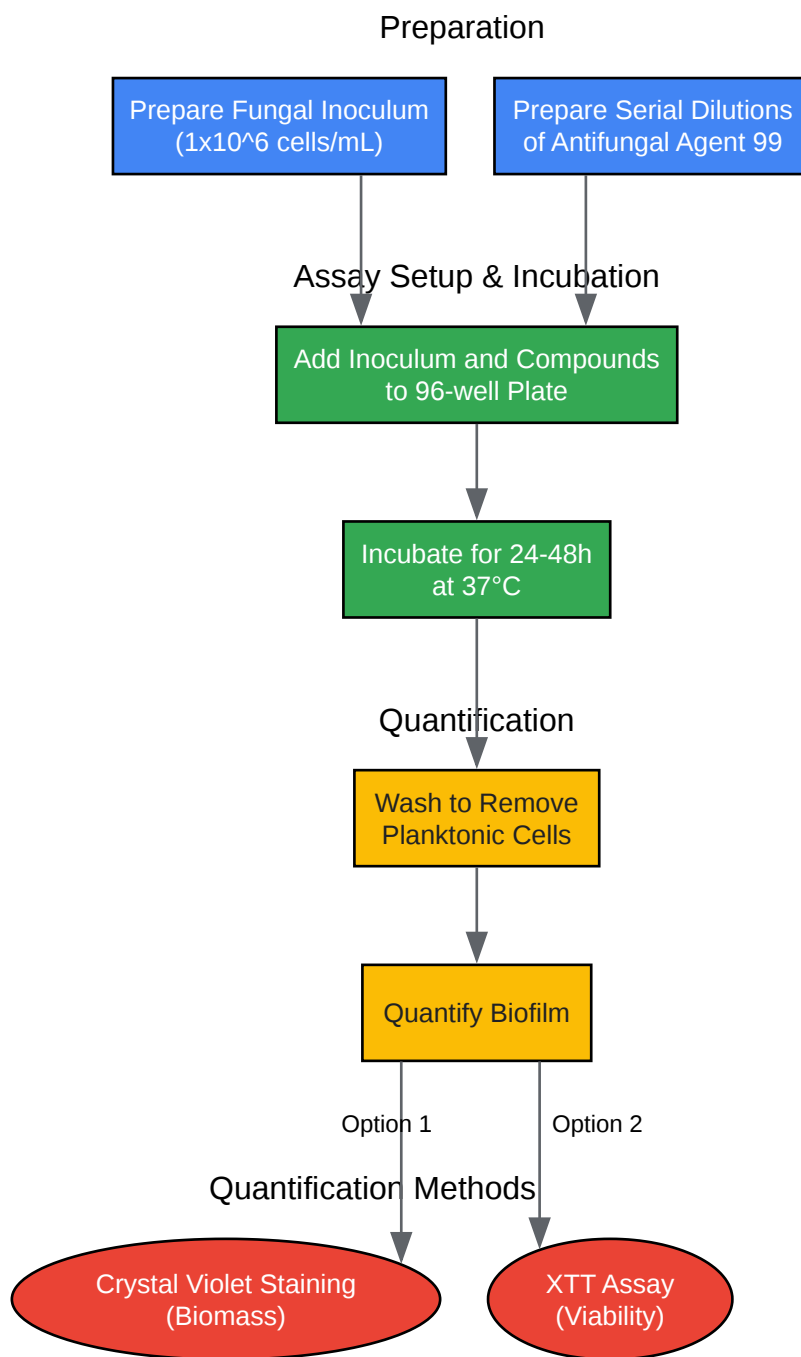 Preparation
Prepare Fungal Inoculum
(1x10^6 cells/mL)
Prepare Serial Dilutions
of Antifungal Agent 99
Assay Setup & Incubation
Add Inoculum and Compounds
to 96-well Plate
Incubate for 24-48h
at 37°C
Quantification
Wash to Remove
Planktonic Cells
Quantify Biofilm
Option 1
Option 2
Quantification Methods
Crystal Violet Staining
(Biomass)
XTT Assay
(Viability)